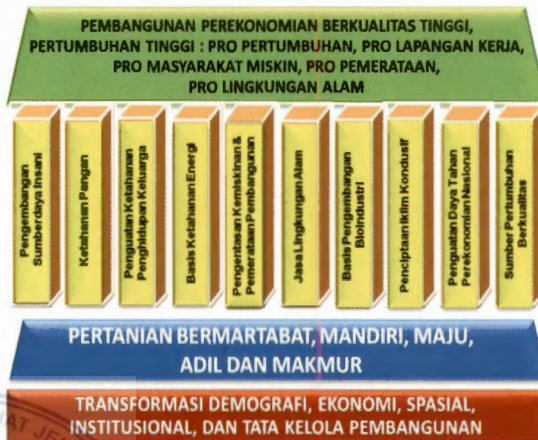 PEMBANGUNAN PEREKONOMIAN BERKUALITAS TINGGI,
PERTUMBUHAN TINGGI : PRO PERTUMBUHAN, PRO LAPANGAN KERJA,
PRO MASYARAKAT MISKIN, PRO PEMERATAAN,
PRO LINGKUNGAN ALAM
Pengembangan
Sumberdaya Insani
Ketahanan Pangan
Penguatan Ketahanan
Penghidupan Keluarga
Basis Ketahanan Energi
Pengentasan Kemiskinan &
Pemerataan Pembangunan
Jasa Lingkungan Alam
Basis Pengembangan
Bioindustri
Penciptaan Iklim Kondusif
Penguatan Daya Tahan
Perekonomian Nasional
Sumber Pertumbuhan
Berkualitas
PERTANIAN BERMARTABAT, MANDIRI, MAJU,
ADIL DAN MAKMUR
TRANSFORMASI DEMOGRAFI, EKONOMI, SPASIAL,
INSTITUSIONAL, DAN TATA KELOLA PEMBANGUNAN